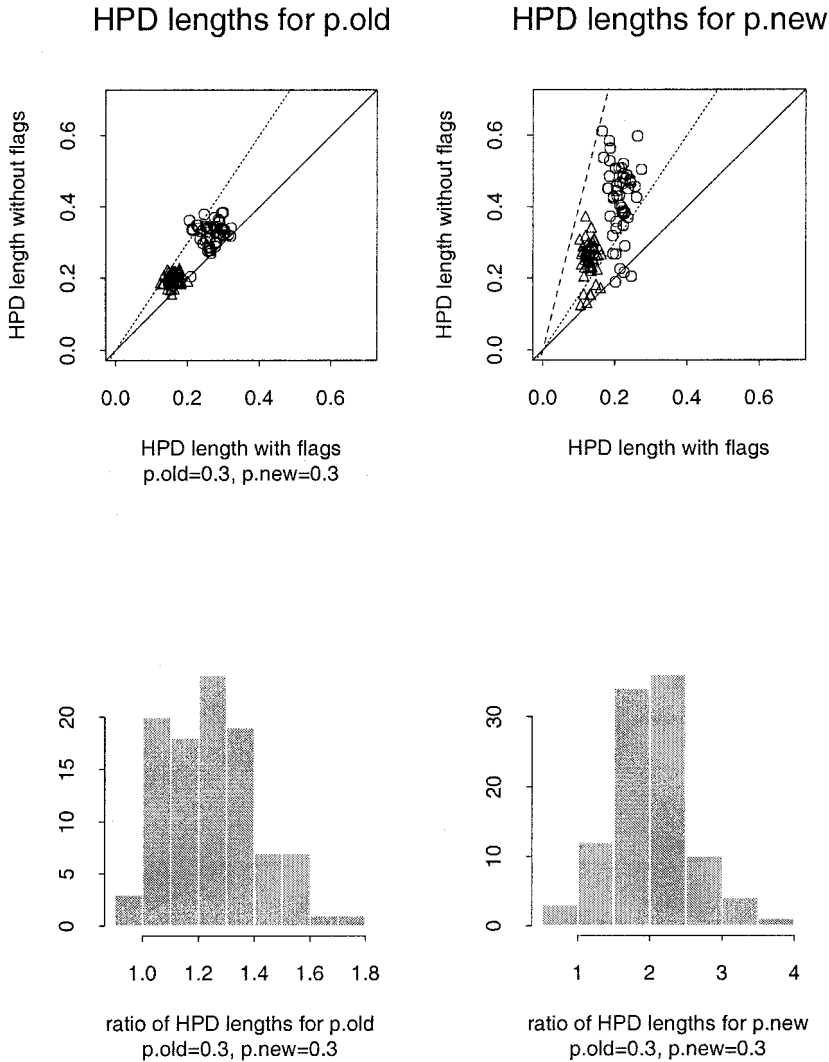 HPD lengths for p.old
HPD lengths for p.new
HPD length without flags
0.0 0.2 0.4 0.6
0.0 0.2 0.4 0.6
HPD length with flags
p.old=0.3, p.new=0.3
HPD length without flags
0.0 0.2 0.4 0.6
0.0 0.2 0.4 0.6
HPD length with flags
0 5 10 15 20
1.0 1.2 1.4 1.6 1.8
ratio of HPD lengths for p.old
p.old=0.3, p.new=0.3
0 10 20 30
1 2 3 4
ratio of HPD lengths for p.new
p.old=0.3, p.new=0.3